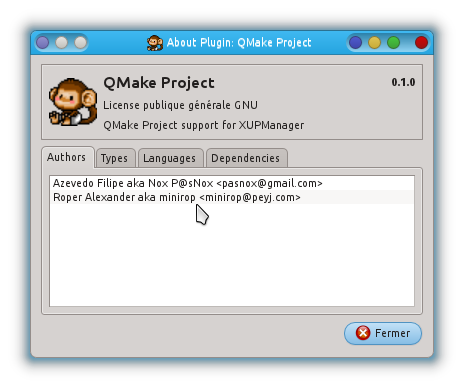 About Plugin: QMake Project
QMake Project
0.1.0
License publique générale GNU
QMake Project support for XUPManager
Authors
Types
Languages
Dependencies
Azevedo Filipe aka Nox P@sNox <pasnox@gmail.com>
Roper Alexander aka minirop <minirop@peyj.com>
Fermer